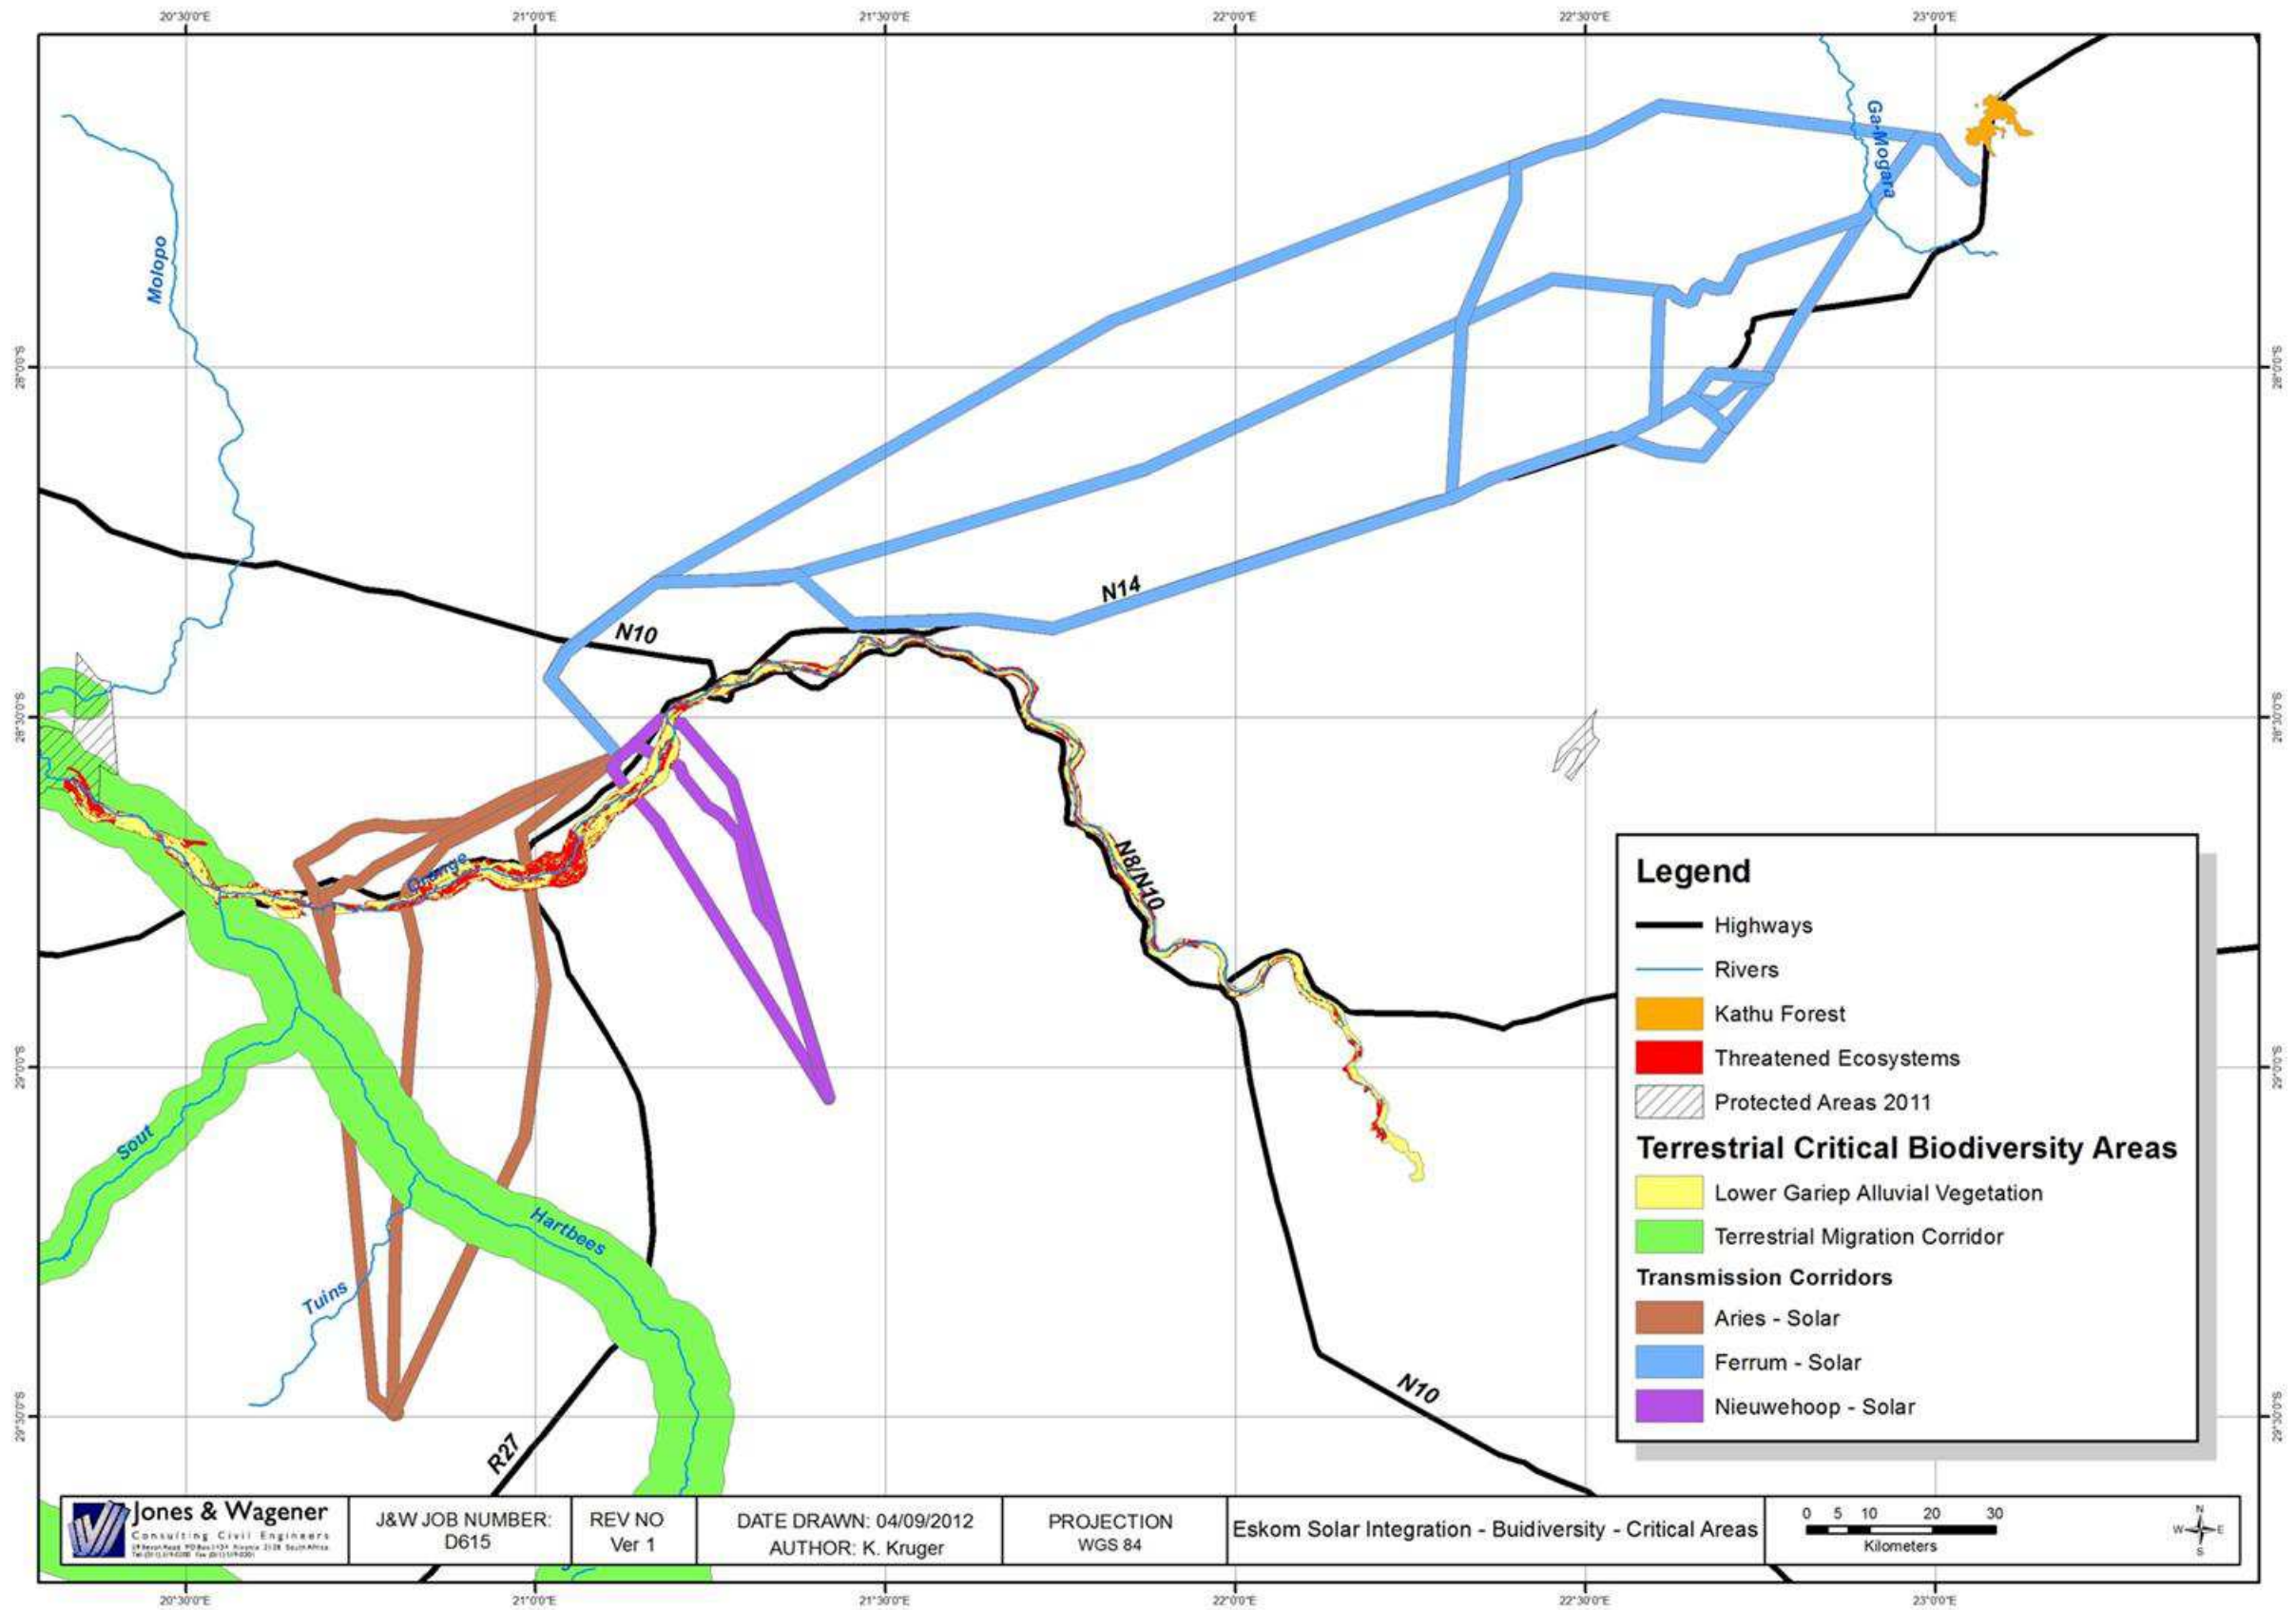 20°30'0"E
21°0'0"E
21°30'0"E
22°0'0"E
22°30'0"E
23°0'0"E
Ga-Mogara
Molopo
28°0'0"S
28°0'0"S
N14
N10
28°30'0"S
28°30'0"S
Orange
N8/N10
29°0'0"S
29°0'0"S
Sout
Hartbees
Tuins
N10
29°30'0"S
29°30'0"S
R27
Legend
Highways
Rivers
Kathu Forest
Threatened Ecosystems
Protected Areas 2011
Terrestrial Critical Biodiversity Areas
Lower Gariep Alluvial Vegetation
Terrestrial Migration Corridor
Transmission Corridors
Aries - Solar
Ferrum - Solar
Nieuwehoop - Solar
Jones & Wagener
Consulting Civil Engineers
J&W JOB NUMBER:
D615
REV NO
Ver 1
DATE DRAWN: 04/09/2012
AUTHOR: K. Kruger
PROJECTION
WGS 84
Eskom Solar Integration - Buidiversity - Critical Areas
0 5 10 20 30
Kilometers
N
W E
S
20°30'0"E
21°0'0"E
21°30'0"E
22°0'0"E
22°30'0"E
23°0'0"E